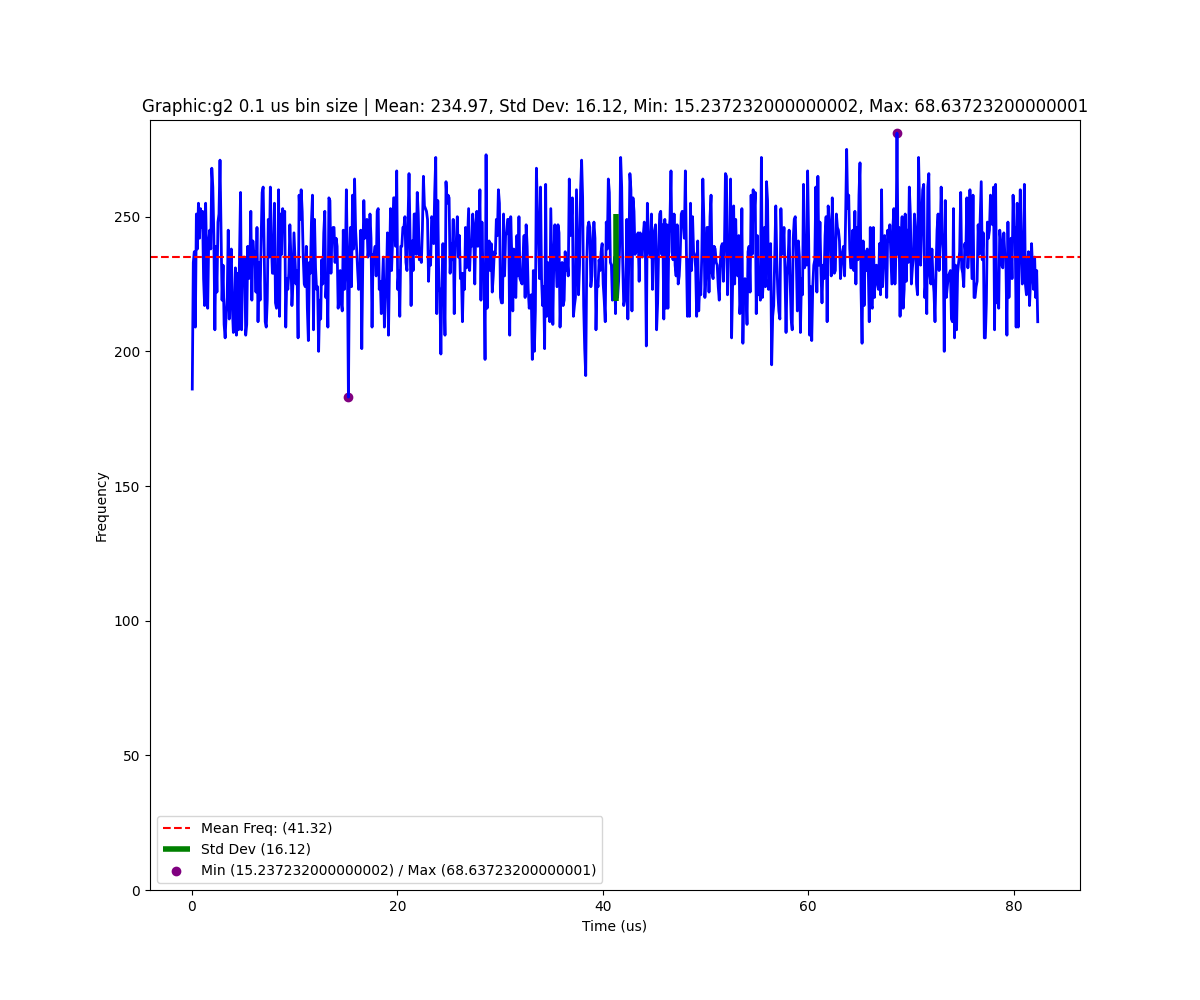 Graphic:g2 0.1 us bin size | Mean: 234.97, Std Dev: 16.12, Min: 15.237232000000002, Max: 68.63723200000001
250
200
150
100
50
0
Frequency
Mean Freq: (41.32)
Std Dev (16.12)
Min (15.237232000000002) / Max (68.63723200000001)
0 20 40 60 80
Time (us)